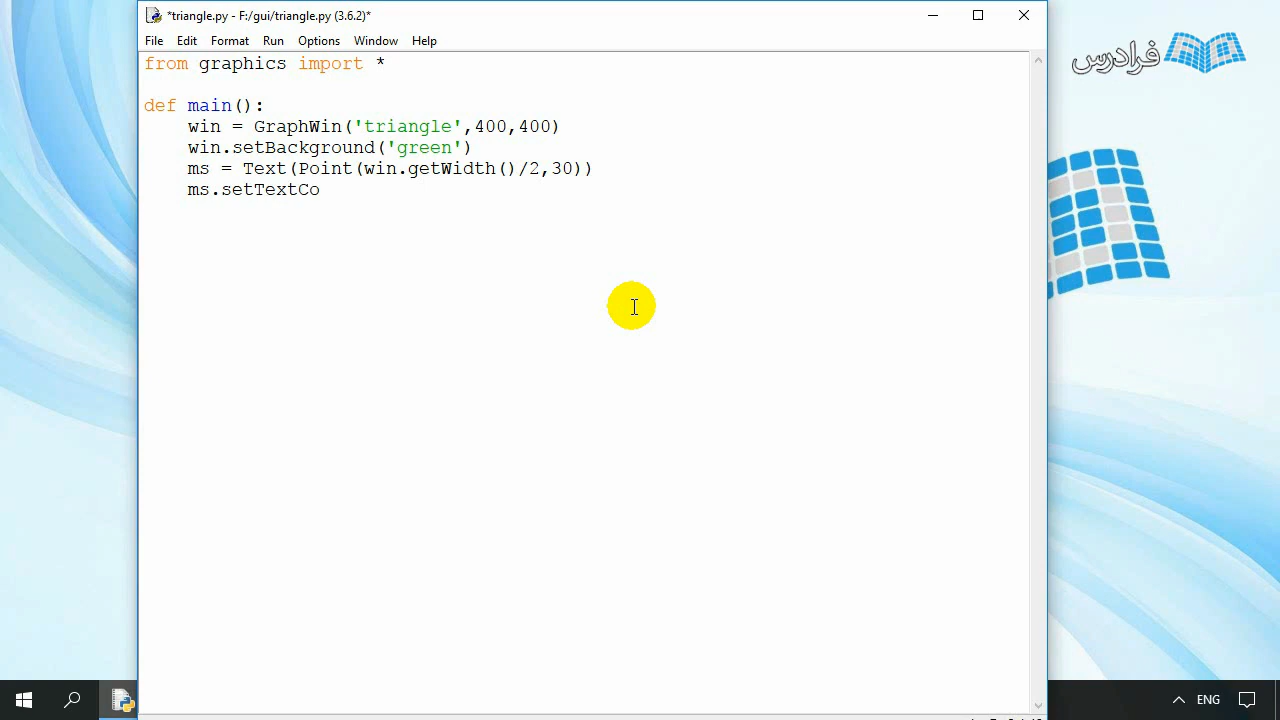 *triangle.py - F:/gui/triangle.py (3.6.2)*
File Edit Format Run Options Window Help
from graphics import *
def main():
    win = GraphWin('triangle',400,400)
    win.setBackground('green')
    ms = Text(Point(win.getWidth()/2,30))
    ms.setTextCo
فرادرس
ENG